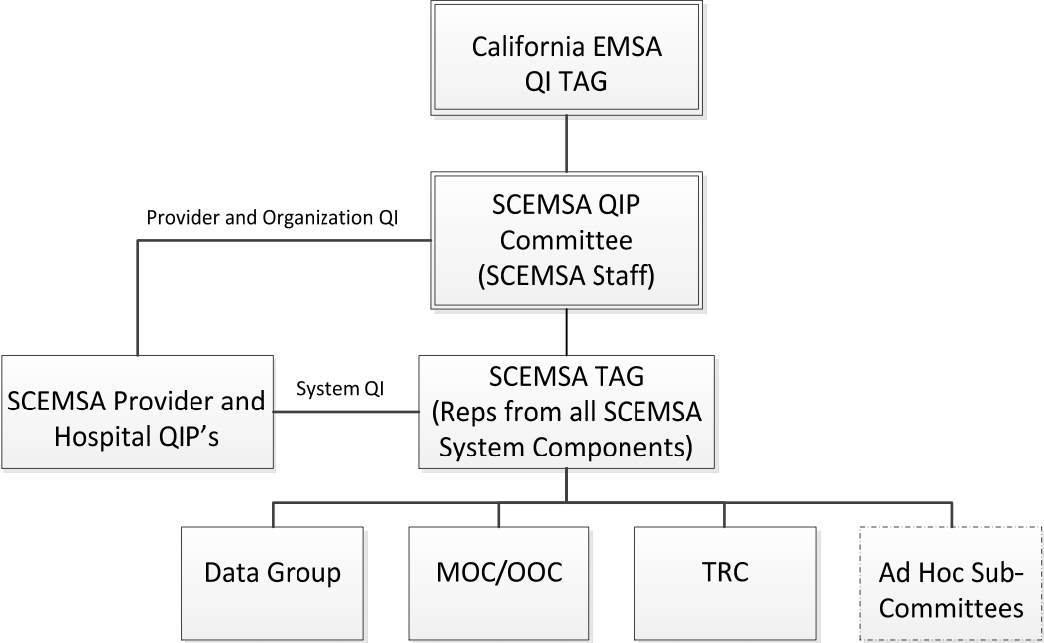 California EMSA
QI TAG
SCEMSA QIP
Committee
(SCEMSA Staff)
Provider and Organization QI
SCEMSA Provider and
Hospital QIP's
System QI
SCEMSA TAG
(Reps from all SCEMSA
System Components)
Data Group
MOC/OOC
TRC
Ad Hoc Sub-
Committees